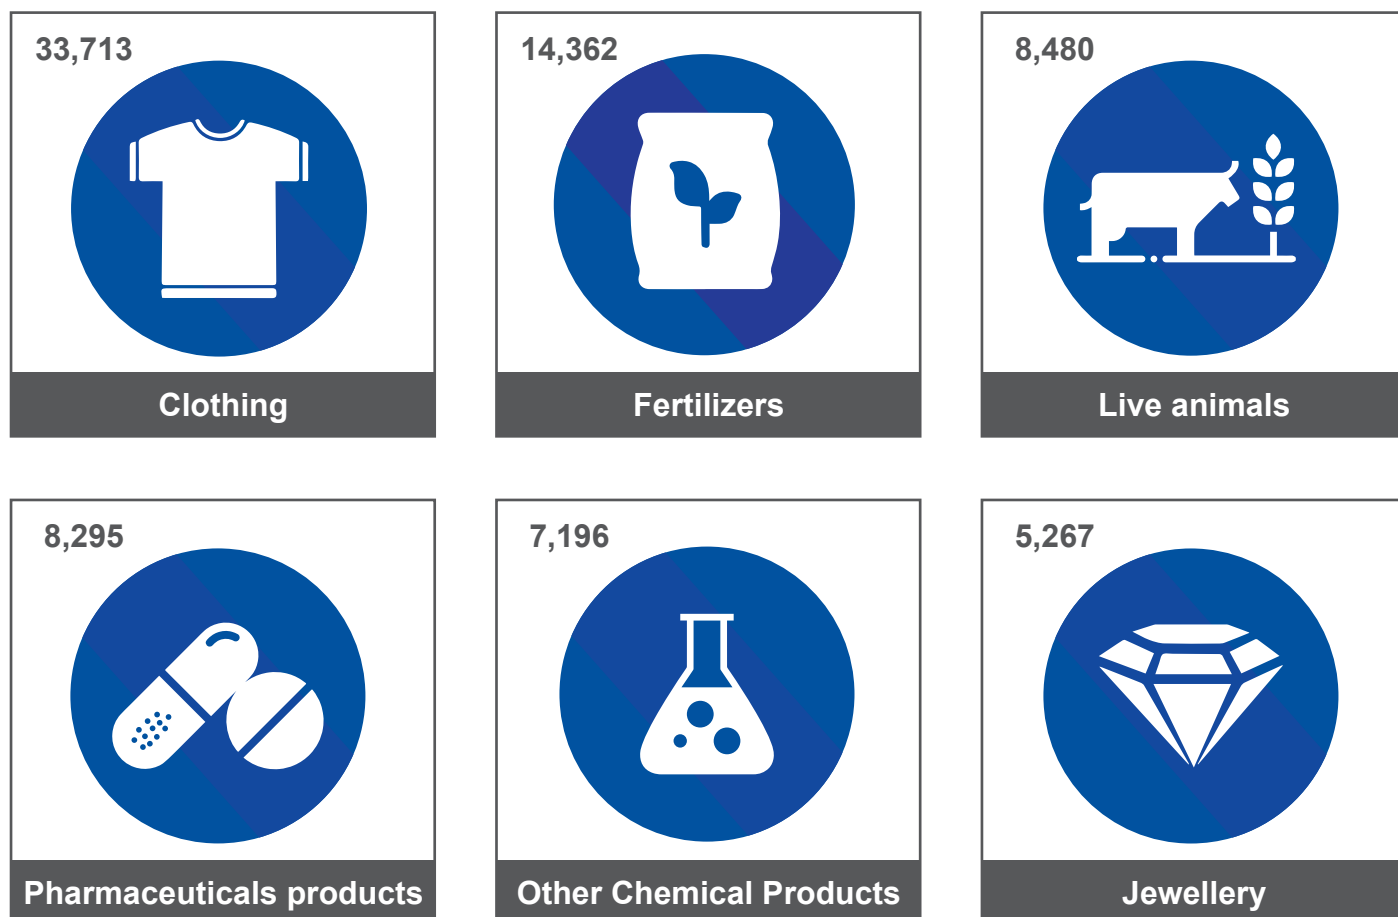 33,713
Clothing
14,362
Fertilizers
8,480
Live animals
8,295
Pharmaceuticals products
7,196
Other Chemical Products
5,267
Jewellery